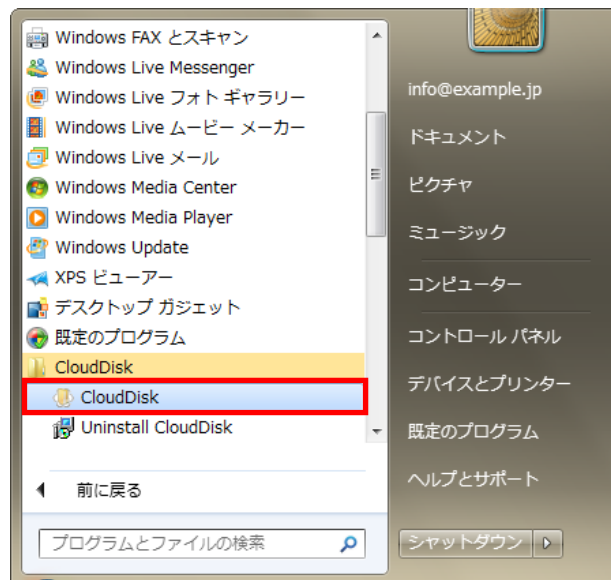 Windows FAX とスキャン
Windows Live Messenger
Windows Live フォト ギャラリー
Windows Live ムービー メーカー
Windows Live メール
Windows Media Center
Windows Media Player
Windows Update
XPS ビューアー
デスクトップ ガジェット
既定のプログラム
CloudDisk
CloudDisk
Uninstall CloudDisk
前に戻る
プログラムとファイルの検索
info@example.jp
ドキュメント
ピクチャ
ミュージック
コンピューター
コントロール パネル
デバイスとプリンター
既定のプログラム
ヘルプとサポート
シャットダウン